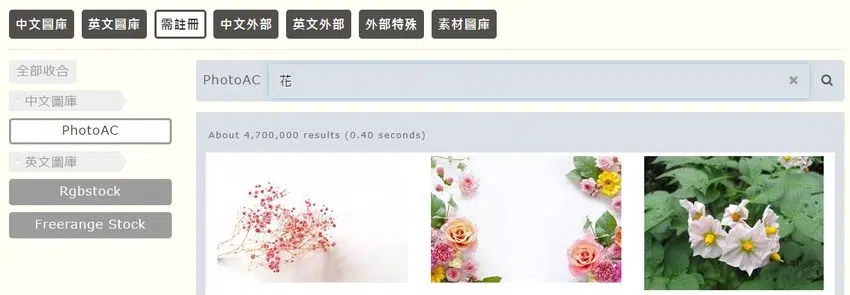 中文圖庫 英文圖庫 需註冊 中文外部 英文外部 外部特殊 素材圖庫
全部收合
中文圖庫
PhotoAC
英文圖庫
Rgbstock
Freerange Stock
PhotoAC 花
About 4,700,000 results (0.40 seconds)